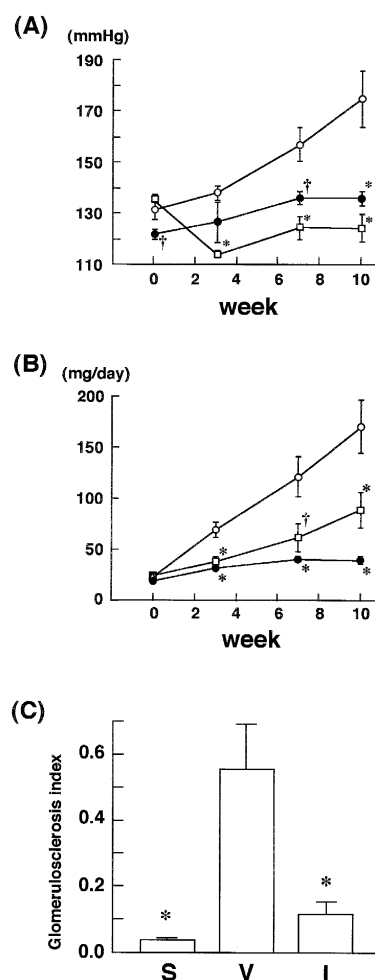 (A)
(mmHg)
190
170
150
130
110
†
*
†
*
*
*
0 2 4 6 8 10
week
(B)
(mg/day)
200
150
100
50
0
*
*
†
*
*
*
0 2 4 6 8 10
week
(C)
Glomerulosclerosis index
0.6
0.4
0.2
0.0
*
*
S V